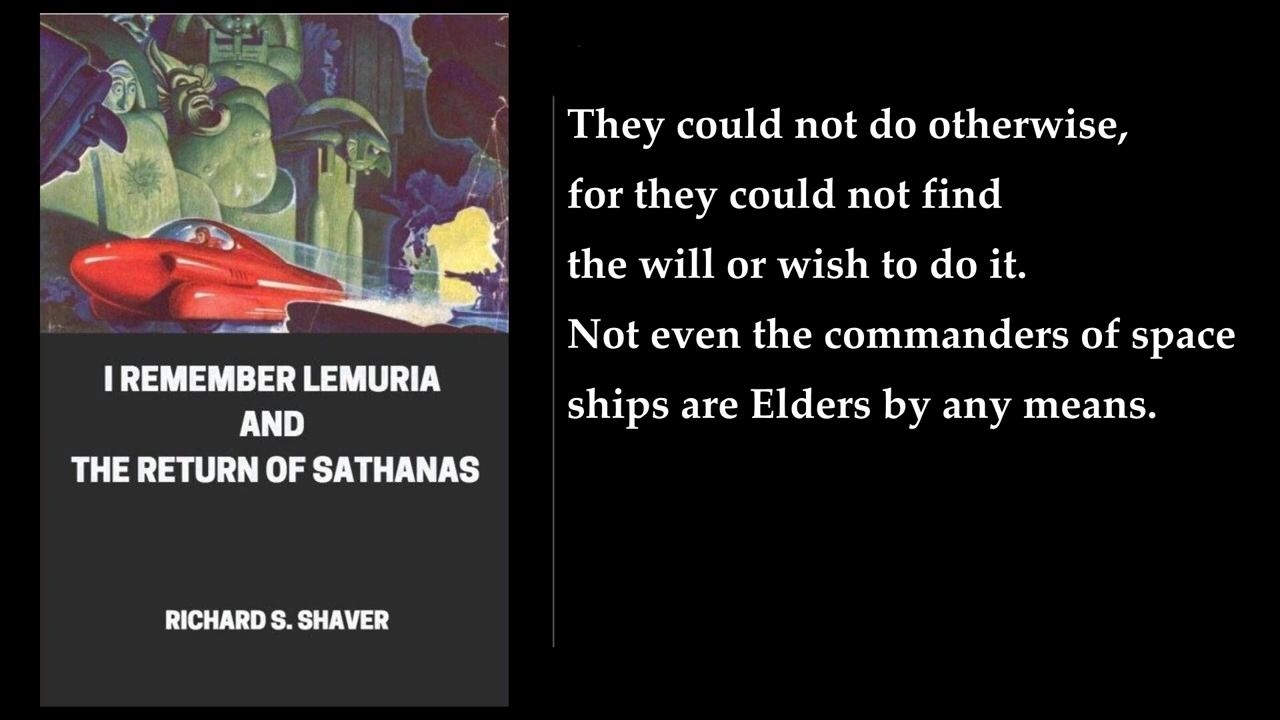 I REMEMBER LEMURIA
AND
THE RETURN OF SATHANAS
RICHARD S. SHAVER
They could not do otherwise,
for they could not find
the will or wish to do it.
Not even the commanders of space
ships are Elders by any means.